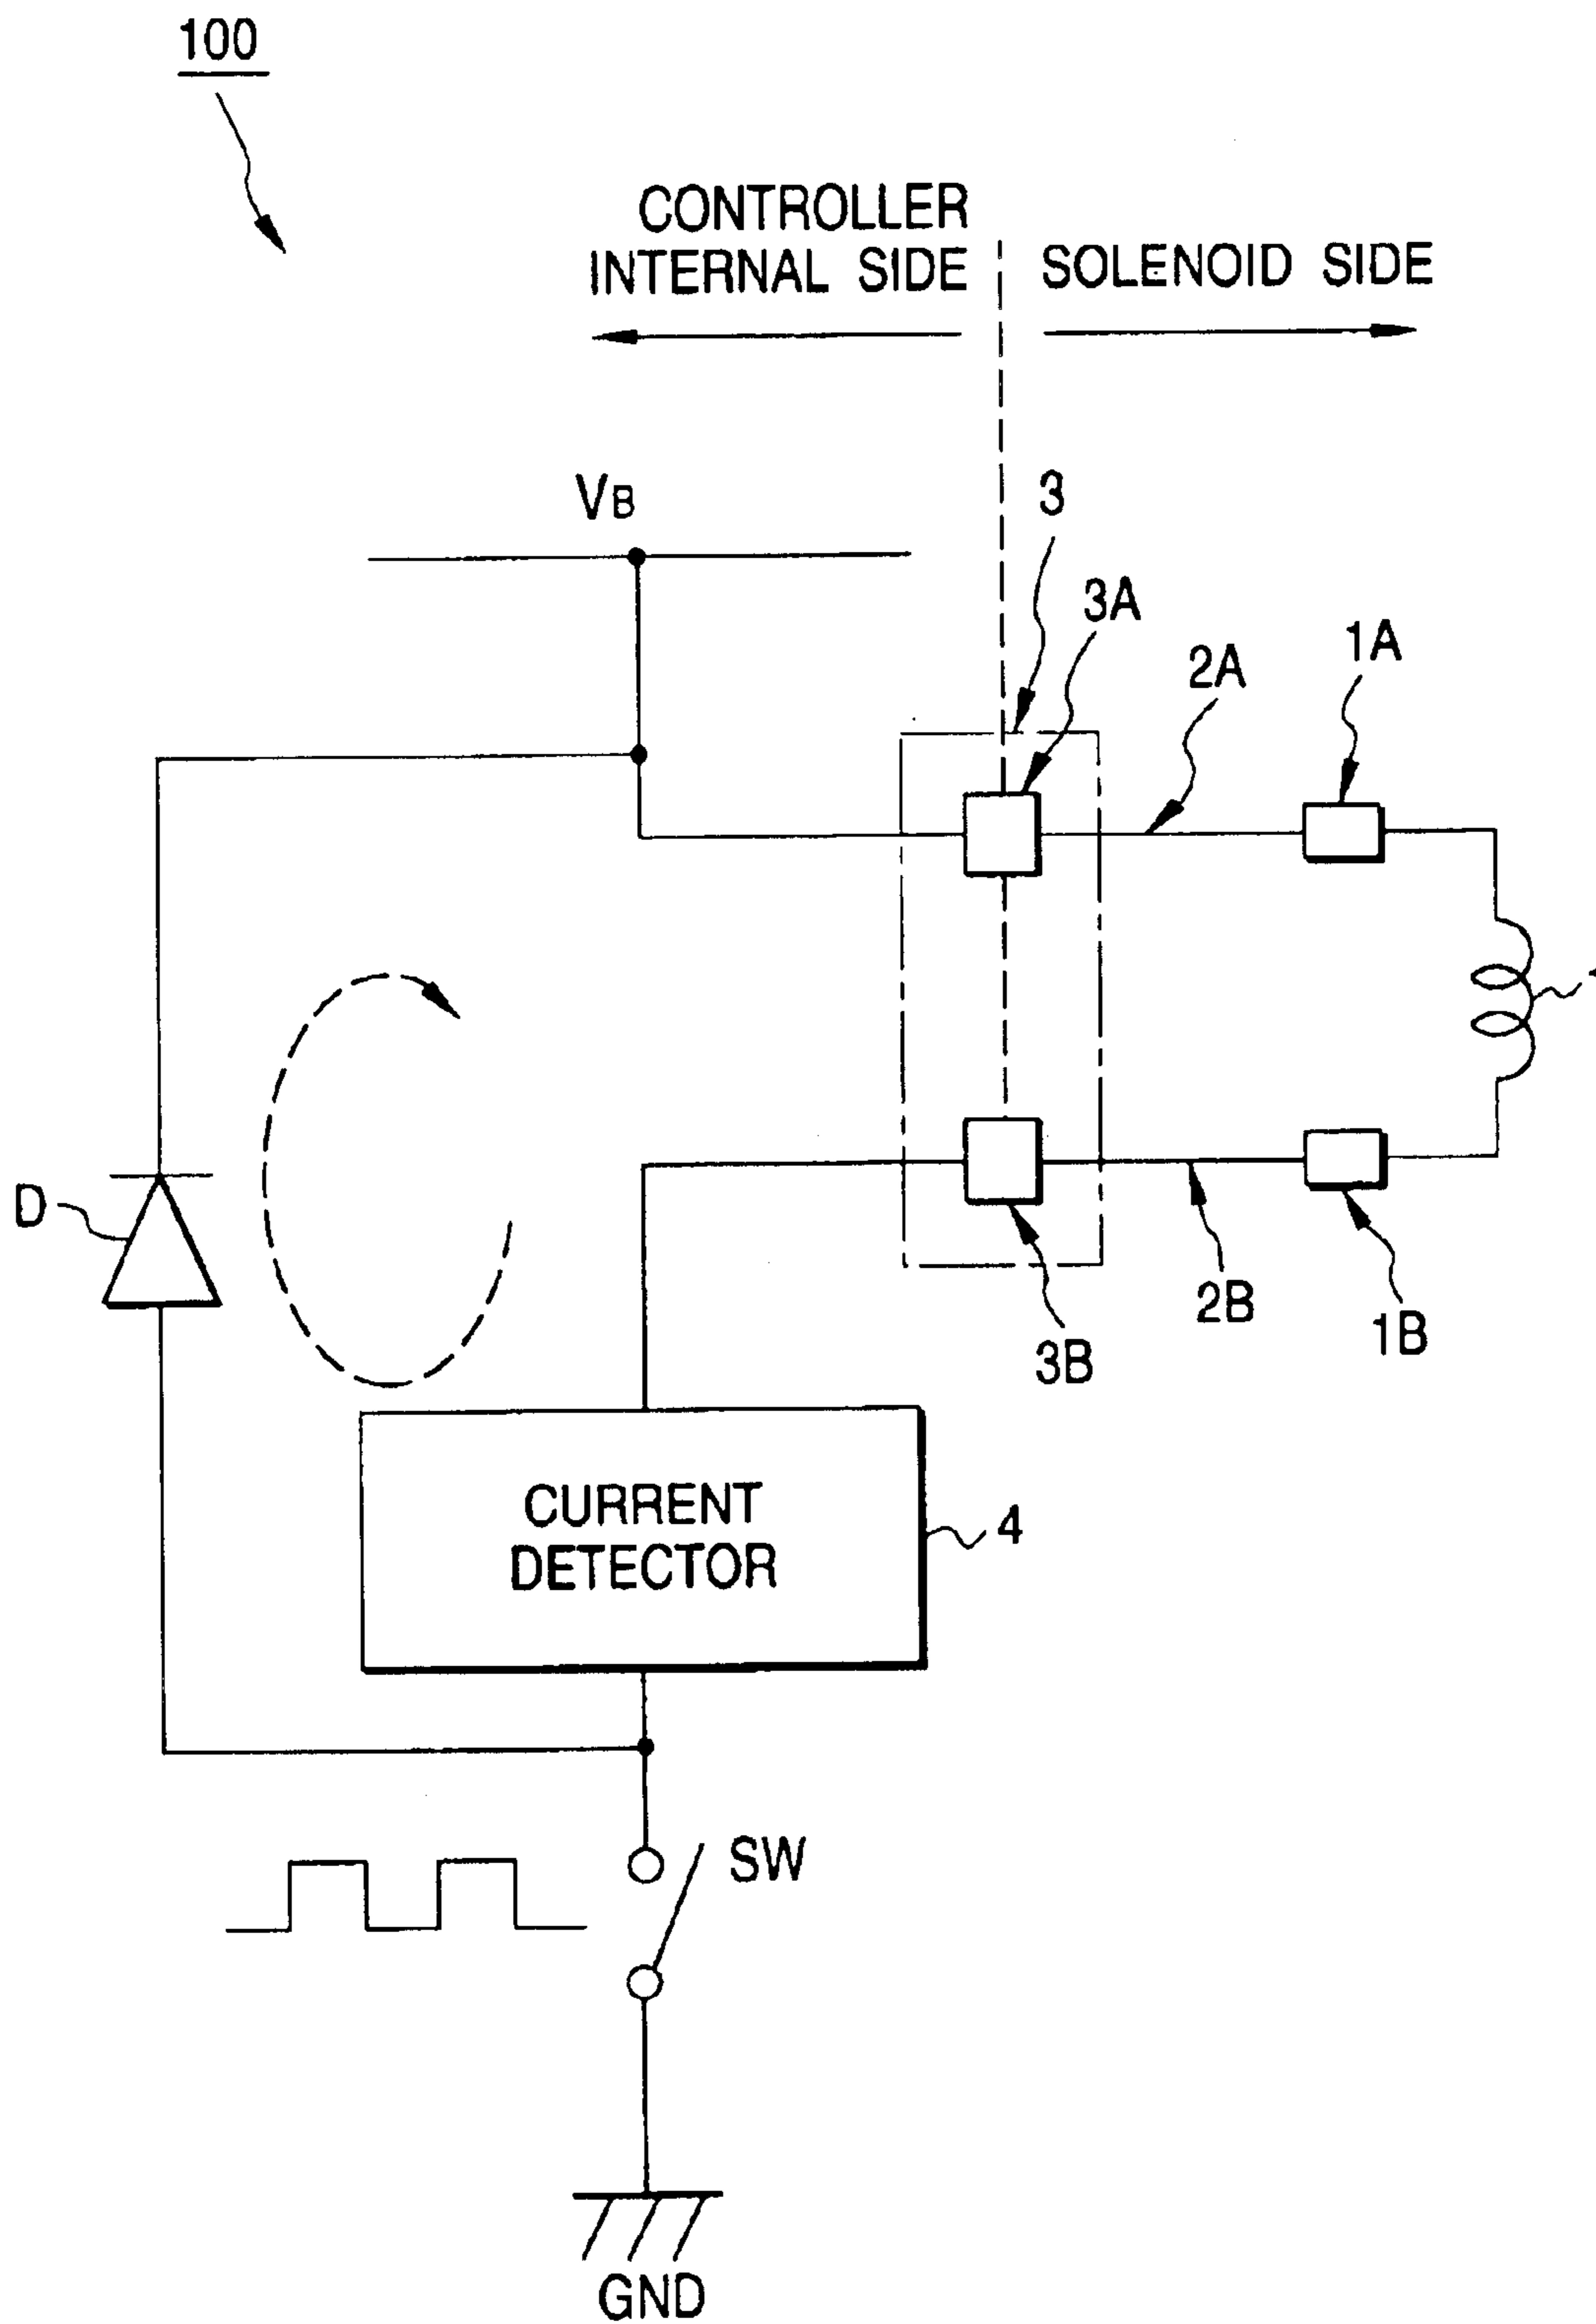 100
CONTROLLER
INTERNAL SIDE
SOLENOID SIDE
VB
3
3A
2A
1A
D
3B
2B
1B
CURRENT
DETECTOR
4
SW
GND